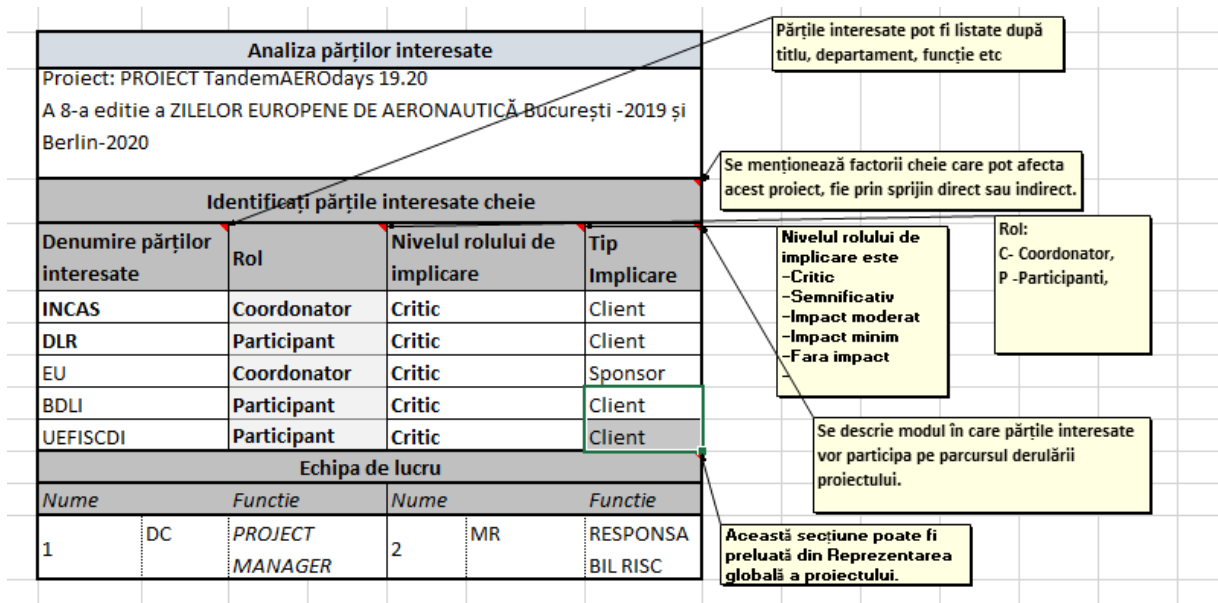 Analiza părților interesate
Proiect: PROIECT TandemAEROdays 19.20
A 8-a editie a ZILELOR EUROPENE DE AERONAUTICĂ București -2019 și
Berlin-2020
Identificați părțile interesate cheie
Denumire părților
interesate
Rol
Nivelul rolului de
implicare
Tip
Implicare
INCAS Coordonator Critic Client
DLR Participant Critic Client
EU Coordonator Critic Sponsor
BDLI Participant Critic Client
UEFISCDI Participant Critic Client
Echipa de lucru
Nume Functie Nume Functie
1 DC PROJECT
MANAGER
2 MR RESPONSA
BIL RISC
Părțile interesate pot fi listate după
titlu, departament, funcție etc
Se menționează factorii cheie care pot afecta
acest proiect, fie prin sprijin direct sau indirect.
Nivelul rolului de
implicare este
-Critic
-Semnificativ
-Impact moderat
-Impact minim
-Fara impact
-
Rol:
C- Coordonator,
P -Participanti,
Se descrie modul în care părțile interesate
vor participa pe parcursul derulării
proiectului.
Această secțiune poate fi
preluată din Reprezentarea
globală a proiectului.